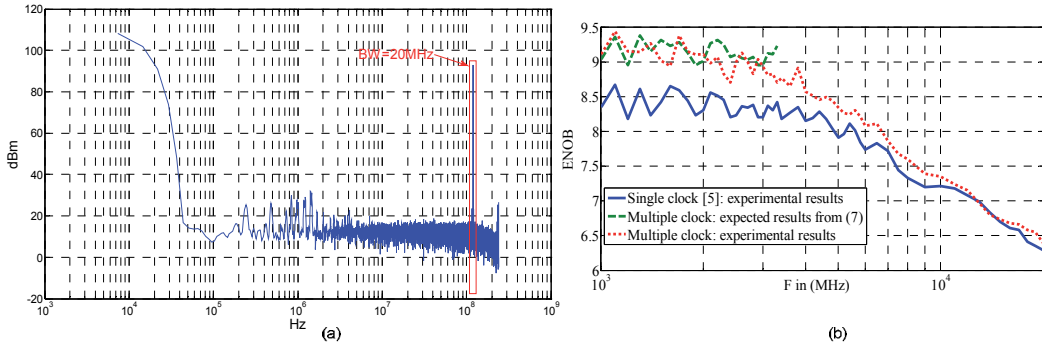 120
100
80
60
40
20
0
-20
dBm
BW=20MHz
10^3 10^4 10^5 10^6 10^7 10^8 10^9
Hz
(a)
9.5
9
8.5
8
7.5
7
6.5
6
ENOB
Single clock [5]: experimental results
Multiple clock: expected results from (7)
Multiple clock: experimental results
10^3 F in (MHz) 10^4
(b)